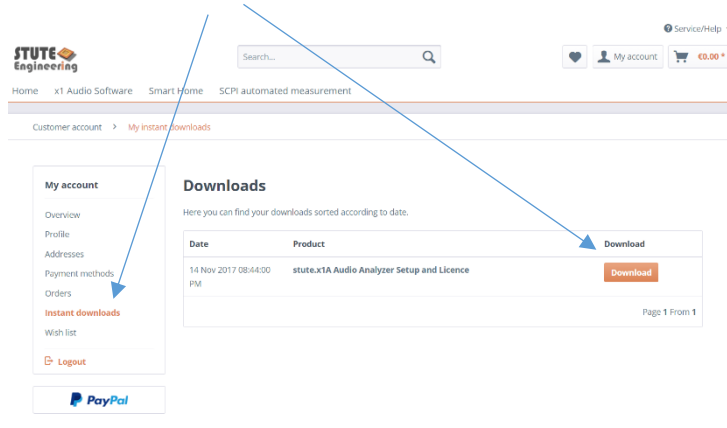 Service/Help
STUTE
Engineering
Search...
My account
€0.00 *
Home x1 Audio Software Smart Home SCPI automated measurement
Customer account > My instant downloads
My account
Overview
Profile
Addresses
Payment methods
Orders
Instant downloads
Wish list
Logout
PayPal
Downloads
Here you can find your downloads sorted according to date.
Date Product Download
14 Nov 2017 08:44:00 stute.x1A Audio Analyzer Setup and Licence Download
PM
Page 1 From 1